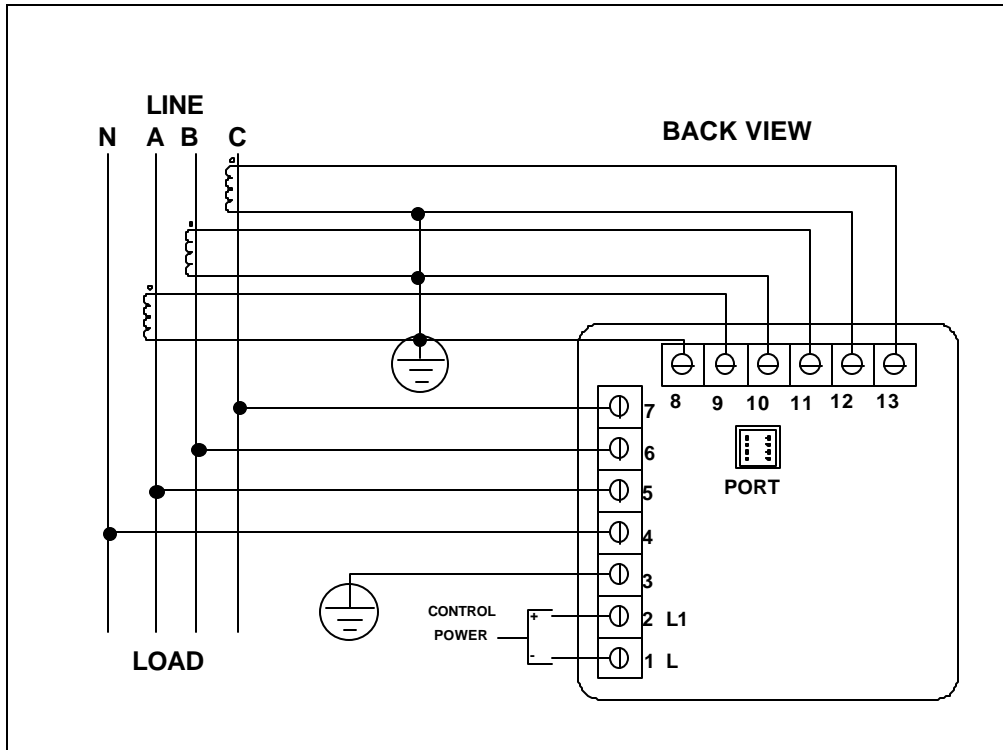 LINE
N A B C
BACK VIEW
8 9 10 11 12 13
PORT
7
6
5
4
3
2 L1
1 L
CONTROL
POWER
+
-
LOAD